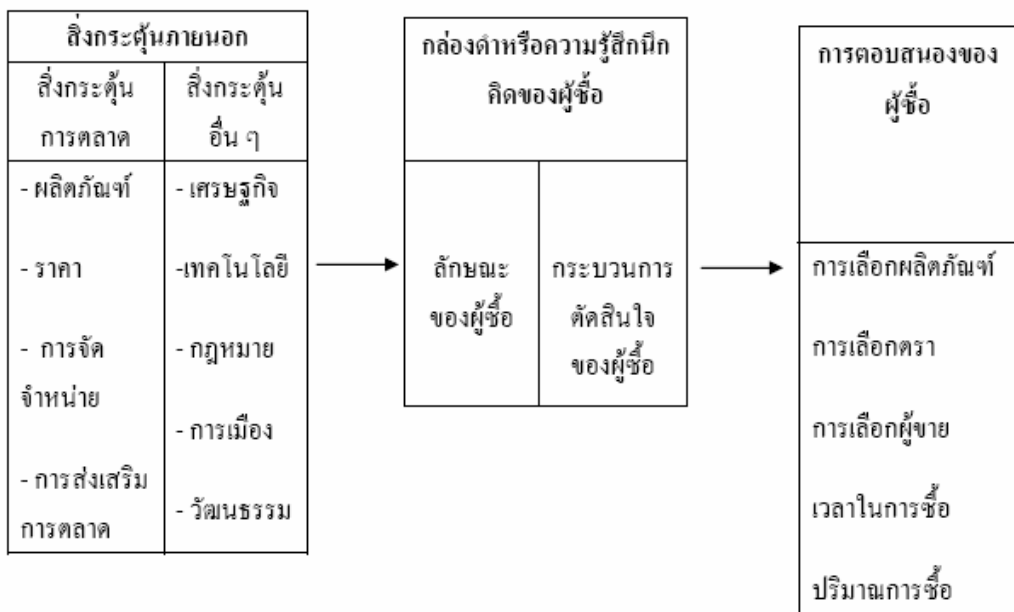 สิ่งกระตุ้นภายนอก
สิ่งกระตุ้น
การตลาด
สิ่งกระตุ้น
อื่น ๆ
- ผลิตภัณฑ์
- ราคา
- การจัด
จำหน่าย
- การส่งเสริม
การตลาด
- เศรษฐกิจ
-เทคโนโลยี
- กฎหมาย
- การเมือง
- วัฒนธรรม
กล่องดำหรือความรู้สึกนึก
คิดของผู้ซื้อ
ลักษณะ
ของผู้ซื้อ
กระบวนการ
ตัดสินใจ
ของผู้ซื้อ
การตอบสนองของ
ผู้ซื้อ
การเลือกผลิตภัณฑ์
การเลือกตรา
การเลือกผู้ขาย
เวลาในการซื้อ
ปริมาณการซื้อ